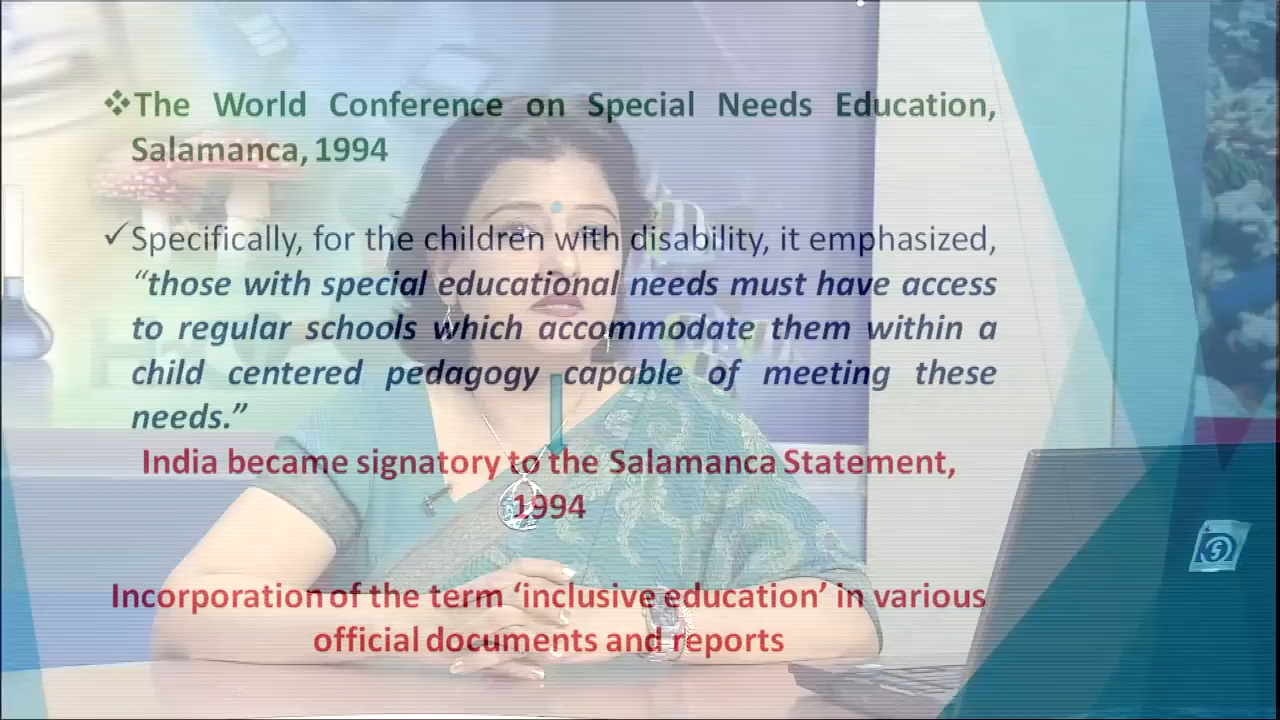 ❖The World Conference on Special Needs Education,
Salamanca, 1994
✓Specifically, for the children with disability, it emphasized,
“those with special educational needs must have access
to regular schools which accommodate them within a
child centered pedagogy capable of meeting these
needs.”
India became signatory to the Salamanca Statement,
1994
Incorporation of the term ‘inclusive education’ in various
official documents and reports